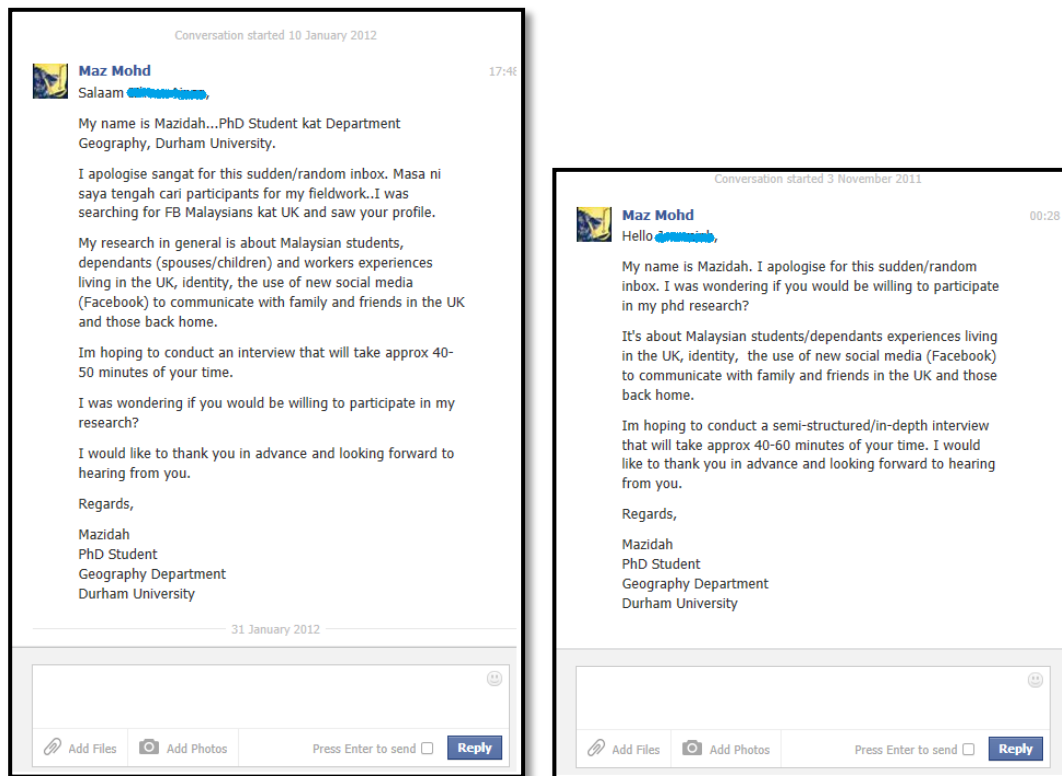 Conversation started 10 January 2012
Maz Mohd
17:48
Salaam
My name is Mazidah...PhD Student kat Department
Geography, Durham University.
I apologise sangat for this sudden/random inbox. Masa ni
saya tengah cari participants for my fieldwork..I was
searching for FB Malaysians kat UK and saw your profile.
My research in general is about Malaysian students,
dependants (spouses/children) and workers experiences
living in the UK, identity, the use of new social media
(Facebook) to communicate with family and friends in the UK
and those back home.
Im hoping to conduct an interview that will take approx 40-
50 minutes of your time.
I was wondering if you would be willing to participate in my
research?
I would like to thank you in advance and looking forward to
hearing from you.
Regards,
Mazidah
PhD Student
Geography Department
Durham University
31 January 2012
Add Files
Add Photos
Press Enter to send
Reply
Conversation started 3 November 2011
Maz Mohd
00:28
Hello
My name is Mazidah. I apologise for this sudden/random
inbox. I was wondering if you would be willing to participate
in my phd research?
It's about Malaysian students/dependants experiences living
in the UK, identity, the use of new social media (Facebook)
to communicate with family and friends in the UK and those
back home.
Im hoping to conduct a semi-structured/in-depth interview
that will take approx 40-60 minutes of your time. I would
like to thank you in advance and looking forward to hearing
from you.
Regards,
Mazidah
PhD Student
Geography Department
Durham University
Add Files
Add Photos
Press Enter to send
Reply